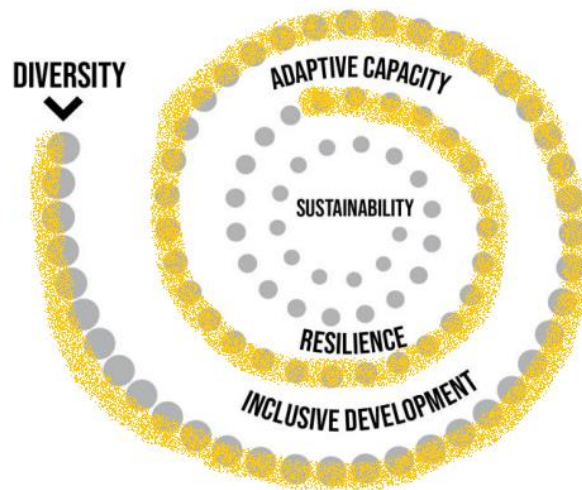 DIVERSITY
ADAPTIVE CAPACITY
SUSTAINABILITY
RESILIENCE
INCLUSIVE DEVELOPMENT